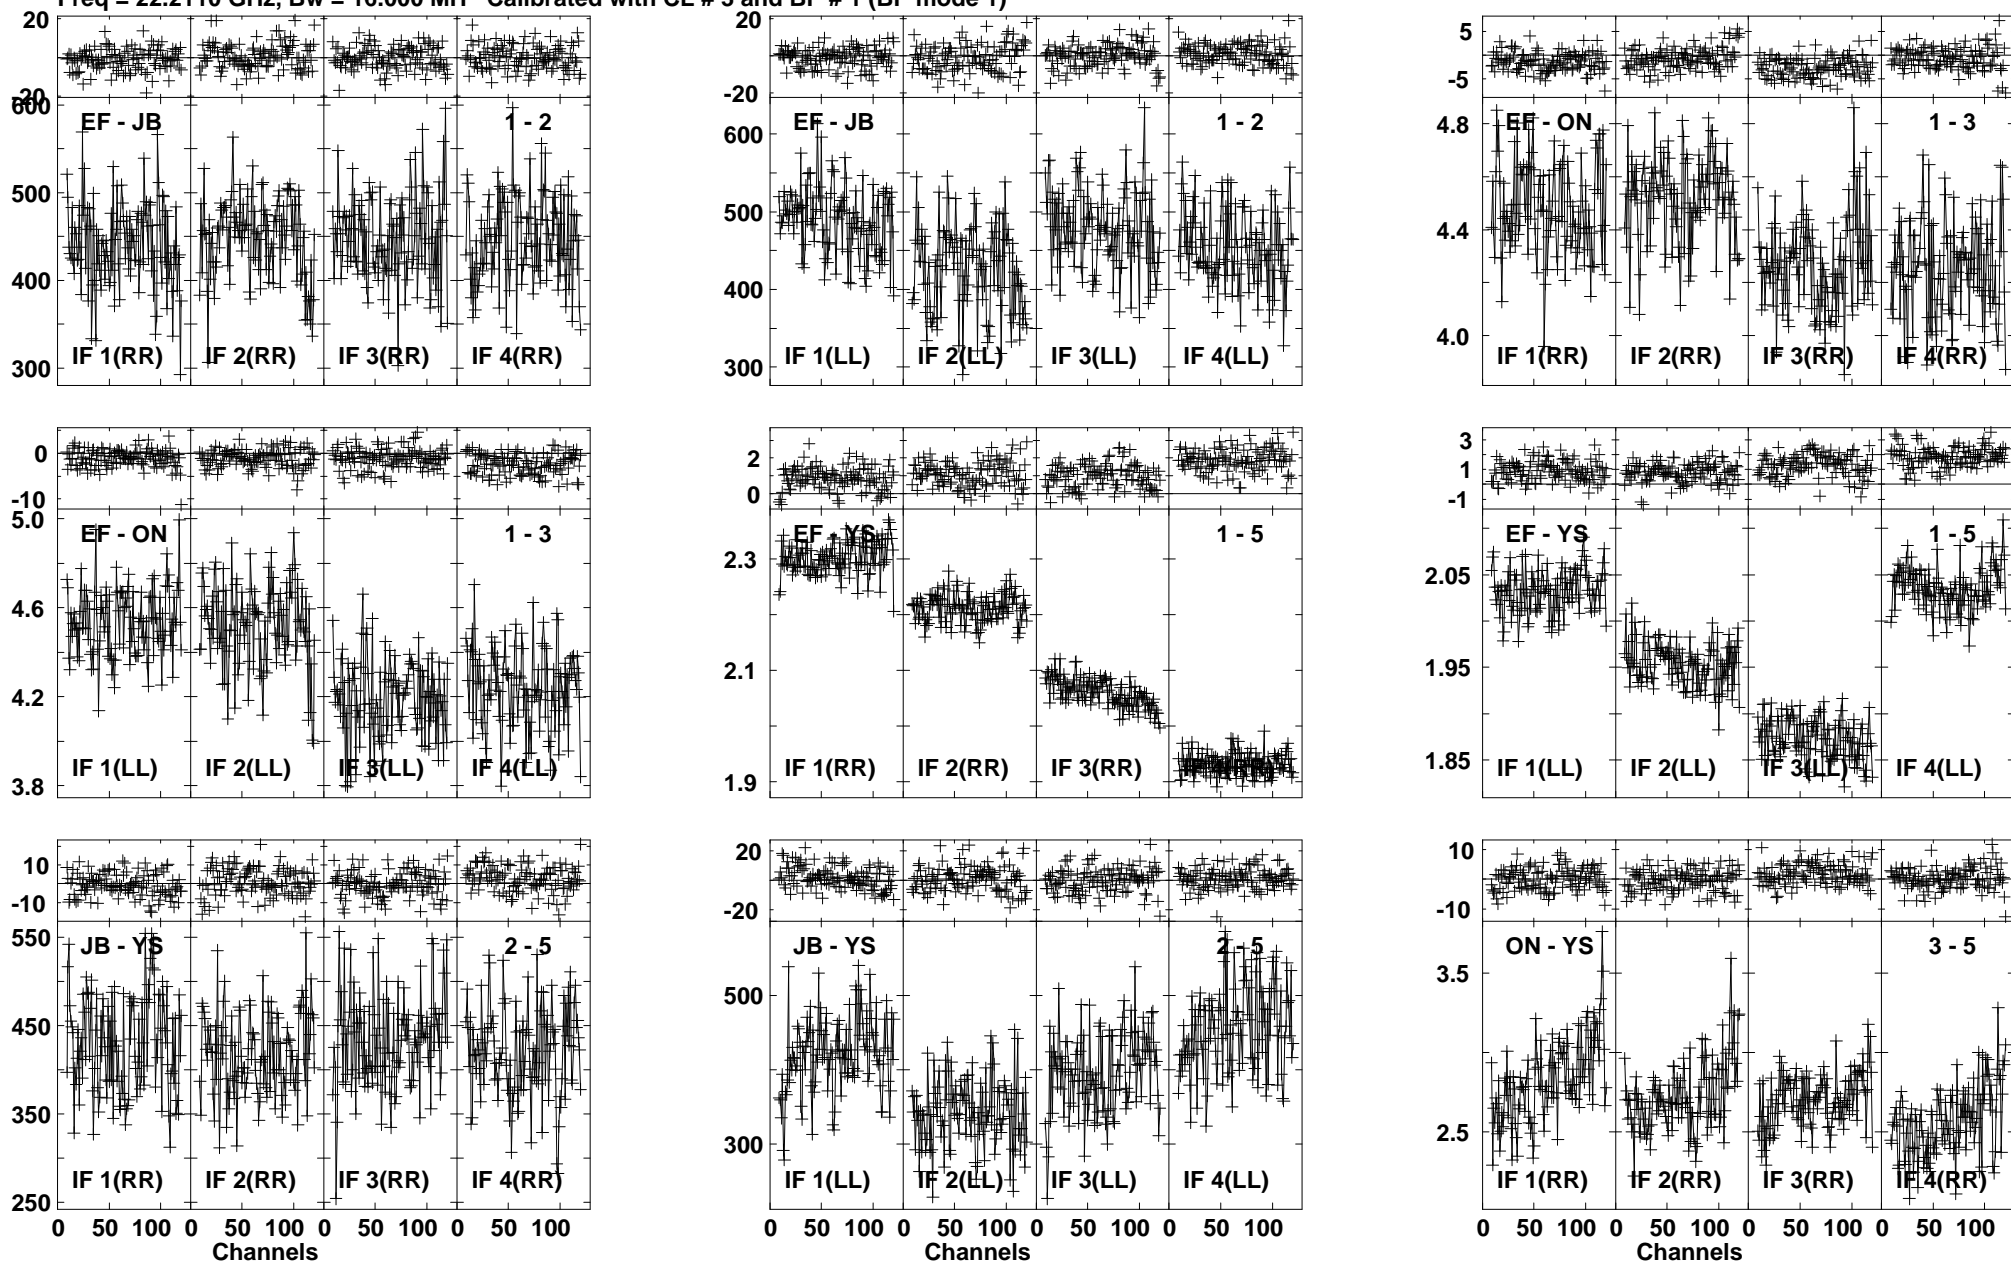 Freq = 22.2110 GHz, Bw = 16.000 MH Calibrated with CL # 3 and BP # 1 (BP mode 1)
20
-20
600
500
400
300
EF - JB
1 - 2
IF 1(RR)
IF 2(RR)
IF 3(RR)
IF 4(RR)
20
0
-20
600
500
400
300
EF - JB
1 - 2
IF 1(LL)
IF 2(LL)
IF 3(LL)
IF 4(LL)
5
-5
4.8
4.4
4.0
EF - ON
1 - 3
IF 1(RR)
IF 2(RR)
IF 3(RR)
IF 4(RR)
0
-10
5.0
4.6
4.2
3.8
EF - ON
1 - 3
IF 1(LL)
IF 2(LL)
IF 3(LL)
IF 4(LL)
2
0
2.3
2.1
1.9
EF - YS
1 - 5
IF 1(RR)
IF 2(RR)
IF 3(RR)
3
1
-1
2.05
1.95
1.85
EF - YS
1 - 5
IF 1(LL)
IF 2(LL)
IF 3(LL)
IF 4(LL)
10
-10
550
450
350
250
JB - YS
2 - 5
IF 1(RR)
IF 2(RR)
IF 3(RR)
IF 4(RR)
0 50 100 0 50 100 0 50 100 0 50 100
Channels
20
0
-20
500
300
JB - YS
2 - 5
IF 1(LL)
IF 2(LL)
IF 3(LL)
IF 4(LL)
0 50 100 0 50 100 0 50 100 0 50 100
Channels
10
-10
3.5
2.5
ON - YS
3 - 5
IF 1(RR)
IF 2(RR)
IF 3(RR)
IF 4(RR)
0 50 100 0 50 100 0 50 100 0 50 100
Channels